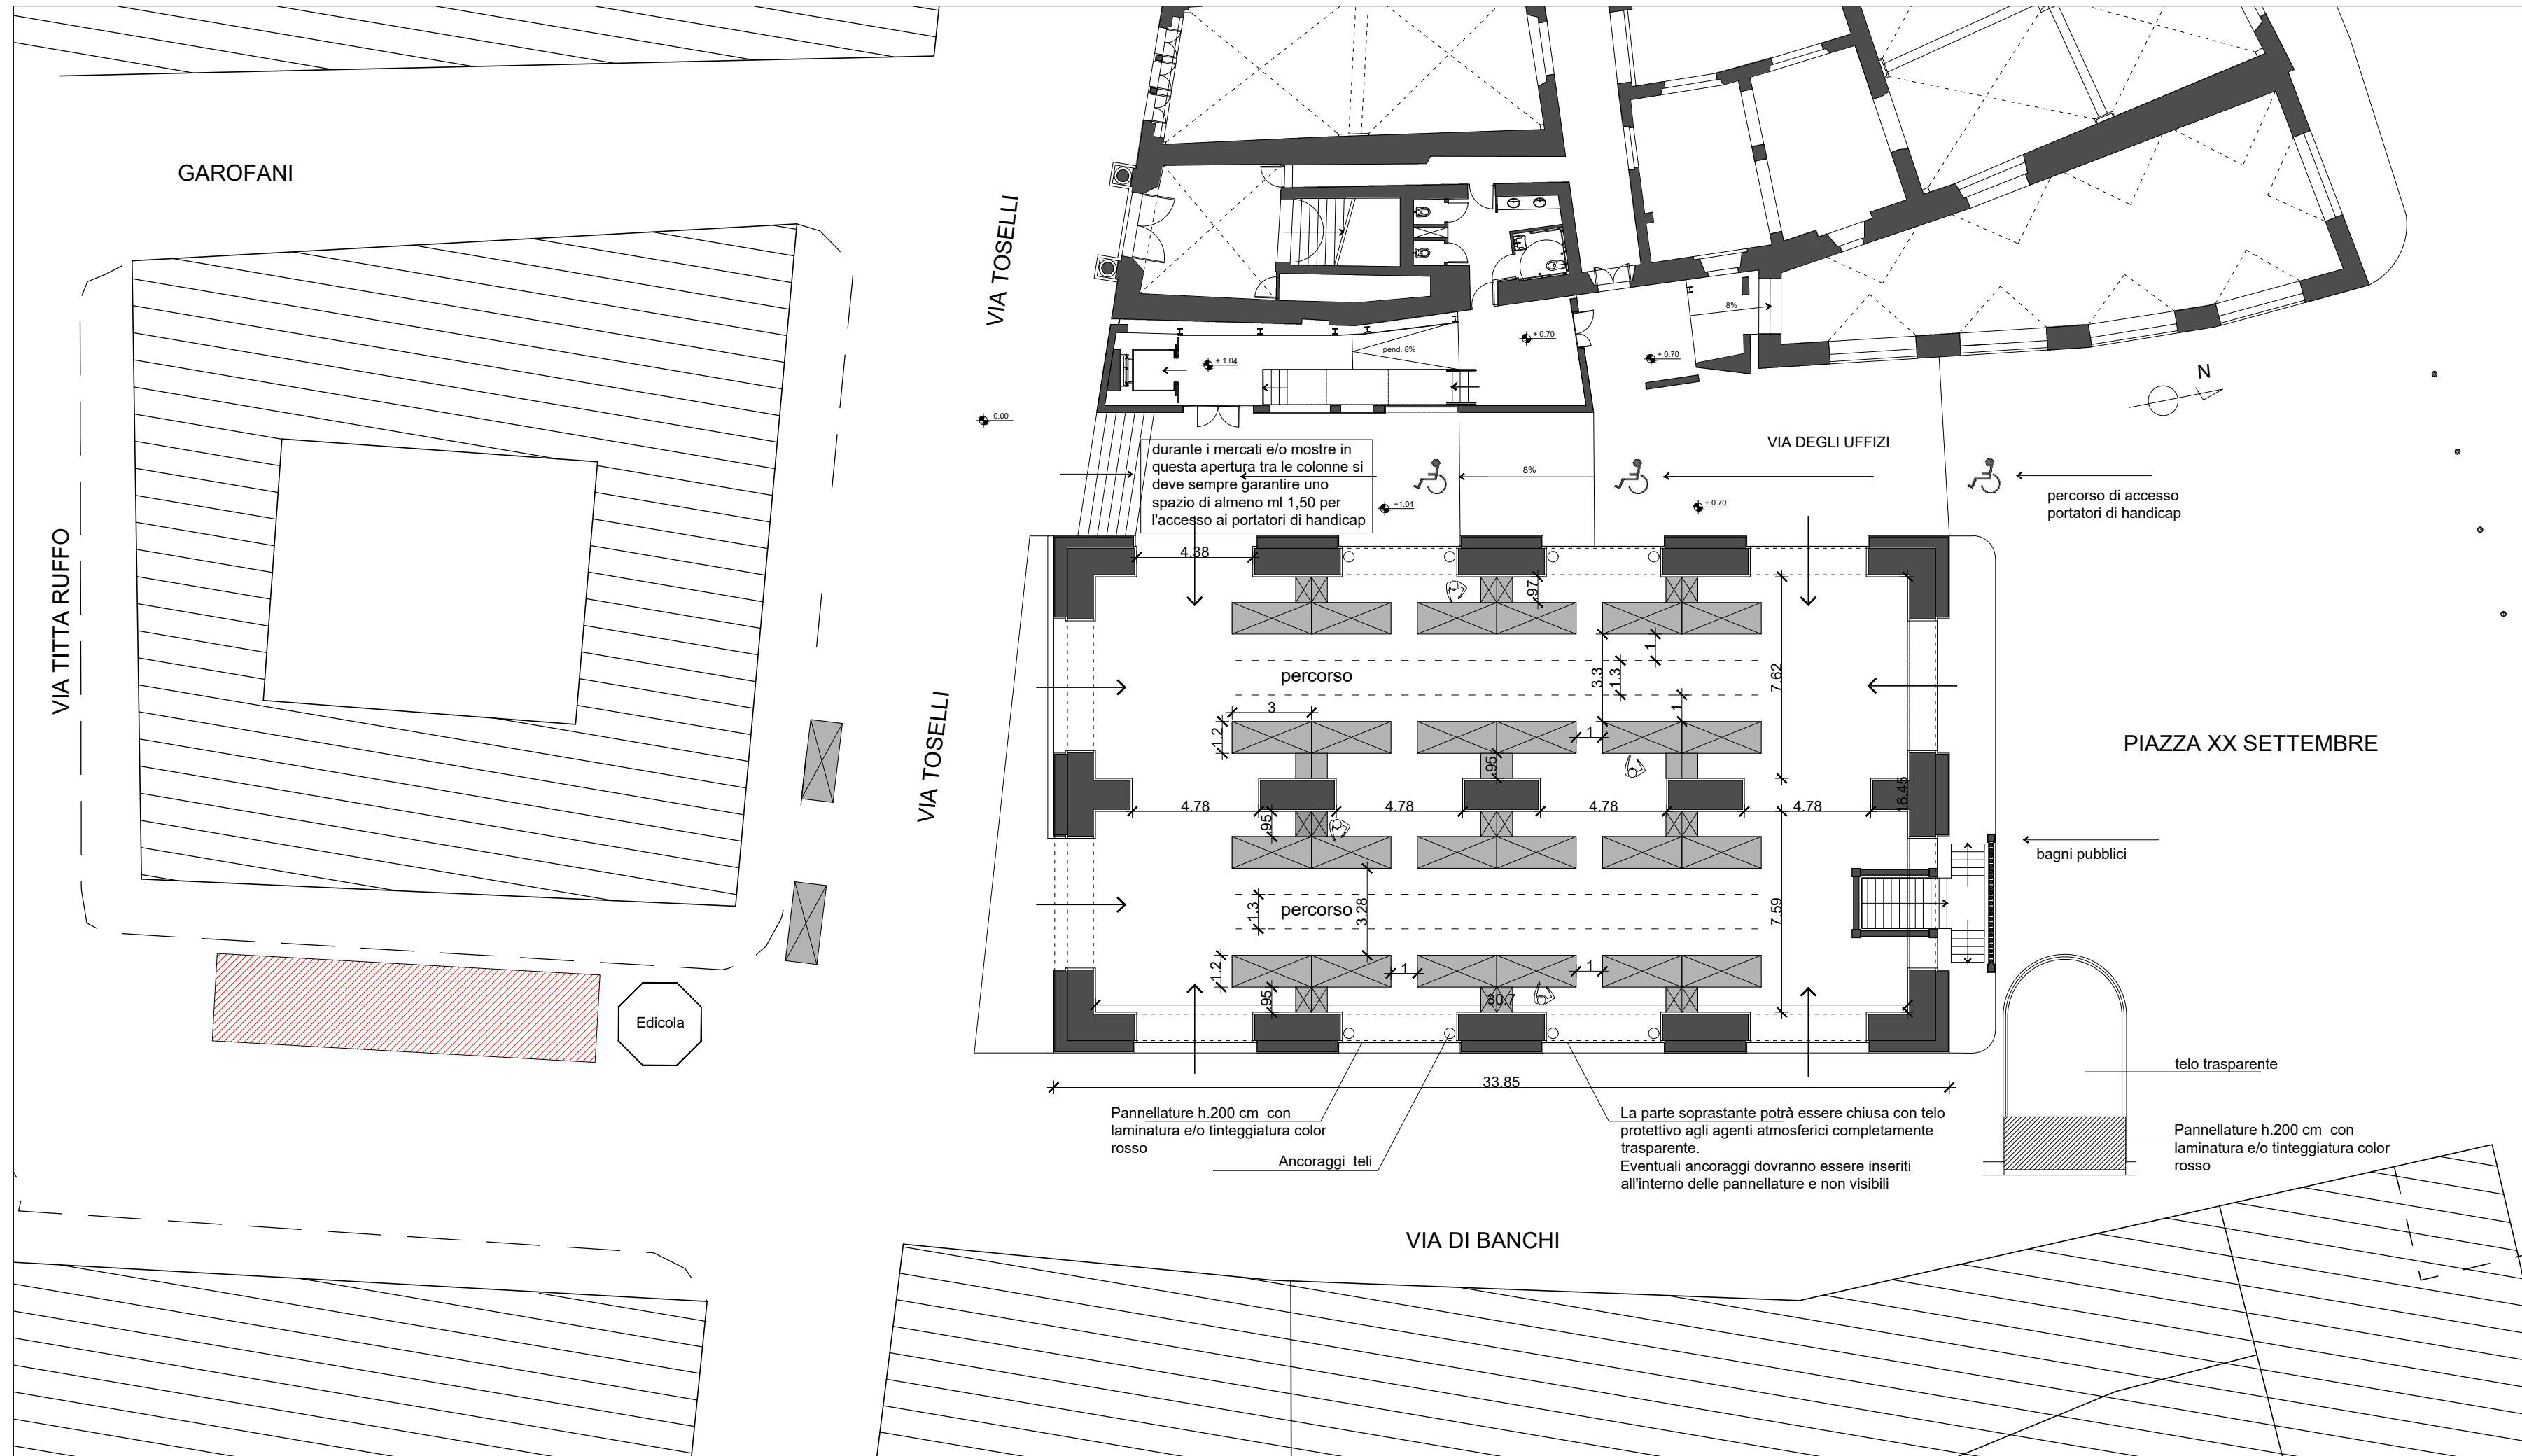 GAROFANI
VIA TOSELLI
8%
+ 0.70
+ 0.70
pend. 8%
+ 1.04
N
0.00
VIA DEGLI UFFIZI
durante i mercati e/o mostre in
questa apertura tra le colonne si
deve sempre garantire uno
spazio di almeno ml 1,50 per
l'accesso ai portatori di handicap
8%
+1.04
+ 0.70
percorso di accesso
portatori di handicap
VIA TITTA RUFFO
4.38
.97
1
percorso
3.3
1.3
7.62
3
1
1.2
1
PIAZZA XX SETTEMBRE
VIA TOSELLI
.95
16.45
4.78
4.78
4.78
4.78
.95
bagni pubblici
percorso
1.3
3.28
7.59
1.2
1
1
.95
30.7
Edicola
33.85
telo trasparente
Pannellature h.200 cm  con
laminatura e/o tinteggiatura color
rosso
Ancoraggi  teli
La parte soprastante potrà essere chiusa con telo
protettivo agli agenti atmosferici completamente
trasparente.
Eventuali ancoraggi dovranno essere inseriti
all'interno delle pannellature e non visibili
Pannellature h.200 cm  con
laminatura e/o tinteggiatura color
rosso
VIA DI BANCHI